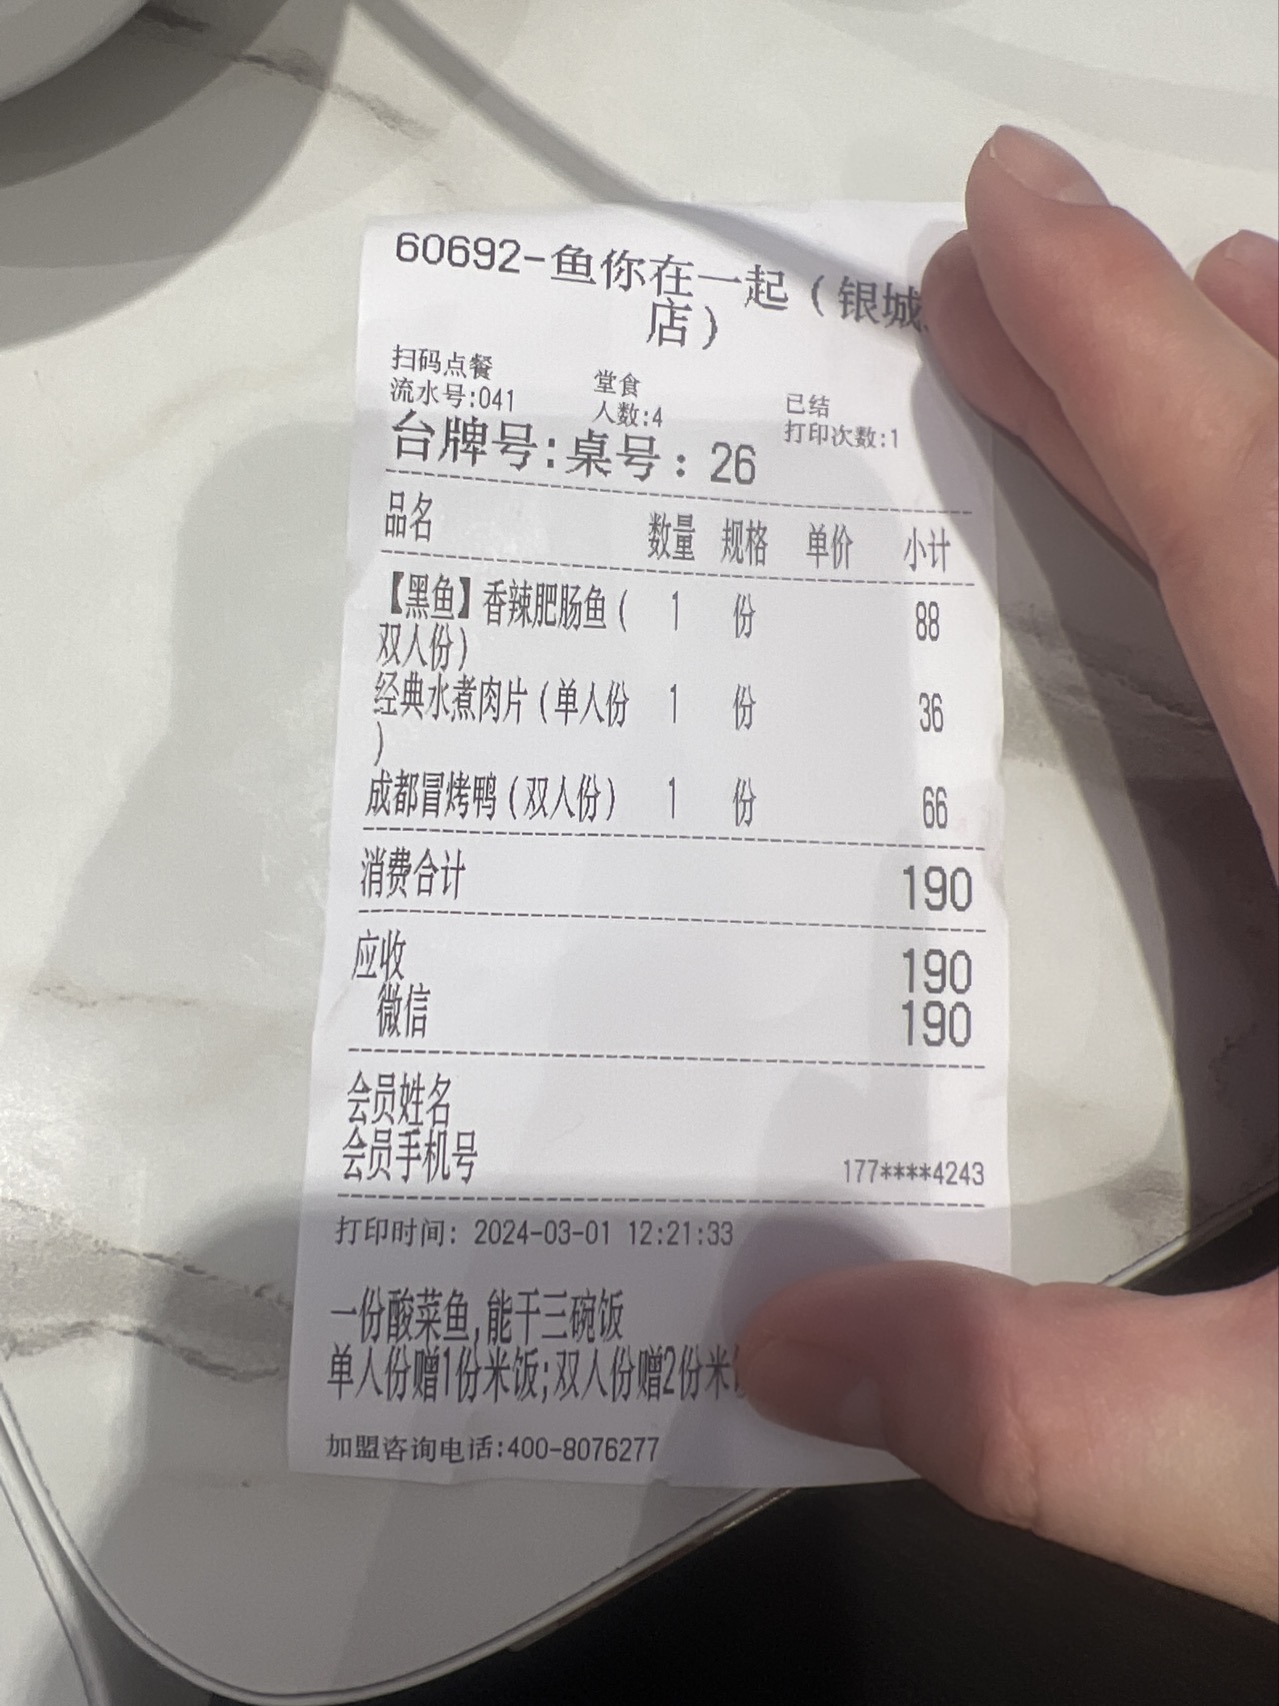 60692-鱼你在一起（银城
店）
扫码点餐 堂食 已结
流水号:041 人数:4 打印次数:1
台牌号:桌号：26
品名 数量 规格 单价 小计
【黑鱼】香辣肥肠鱼（ 1 份 88
双人份）
经典水煮肉片（单人份 1 份 36
）
成都冒烤鸭（双人份） 1 份 66
消费合计 190
应收 190
微信 190
会员姓名
会员手机号 177****4243
打印时间: 2024-03-01 12:21:33
一份酸菜鱼,能干三碗饭
单人份赠1份米饭;双人份赠2份米
加盟咨询电话:400-8076277